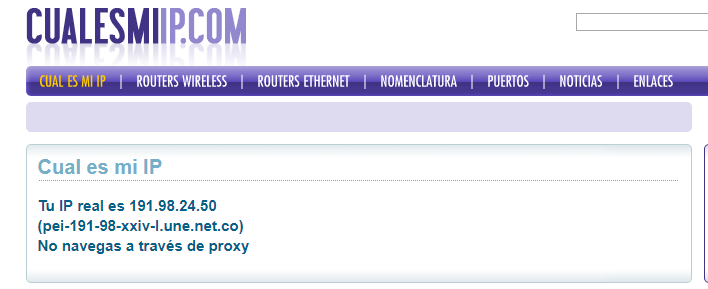 CUALESMIIP.COM
CUAL ES MI IP | ROUTERS WIRELESS | ROUTERS ETHERNET | NOMENCLATURA | PUERTOS | NOTICIAS | ENLACES
Cual es mi IP
Tu IP real es 191.98.24.50
(pei-191-98-xxiv-l.une.net.co)
No navegas a través de proxy